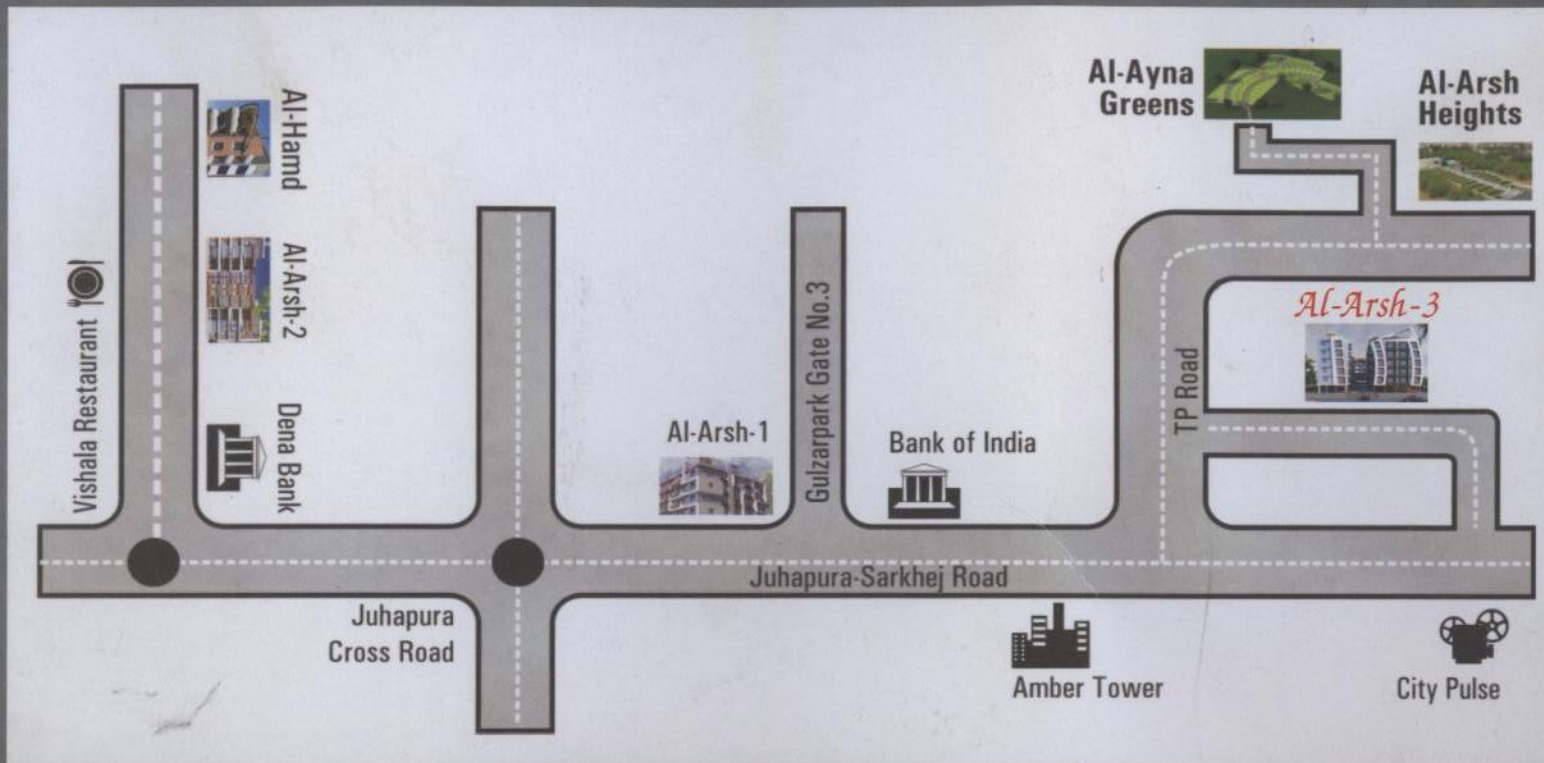 Al-Hamd
Al-Arsh-2
Dena Bank
Vishala Restaurant
Al-Arsh-1
Gulzarpark Gate No.3
Bank of India
Al-Ayna
Greens
Al-Arsh
Heights
Al-Arsh-3
TP Road
Juhapura-Sarkhej Road
Juhapura
Cross Road
Amber Tower
City Pulse